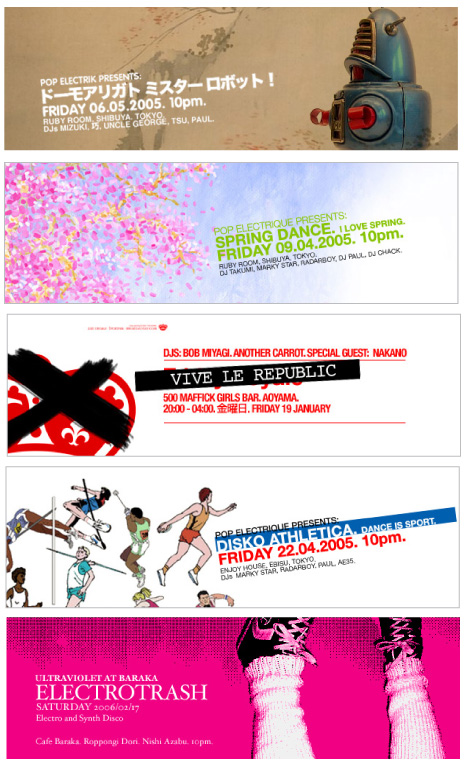 POP ELECTRIK PRESENTS:
ドーモアリガト ミスター ロボット！
FRIDAY 06.05.2005. 10pm.
RUBY ROOM, SHIBUYA, TOKYO.
DJs MIZUKI, 巧, UNCLE GEORGE, TSU, PAUL.
POP ELECTRIQUE PRESENTS:
SPRING DANCE. I LOVE SPRING.
FRIDAY 09.04.2005. 10pm.
RUBY ROOM, SHIBUYA, TOKYO.
DJ TAKUMI, MARKY STAR, RADARBOY, DJ PAUL, DJ CHACK.
DJS: BOB MIYAGI. ANOTHER CARROT. SPECIAL GUEST: NAKANO
VIVE LE REPUBLIC
500 MAFFICK GIRLS BAR. AOYAMA.
20:00 - 04:00. 金曜日. FRIDAY 19 JANUARY
POP ELECTRIQUE PRESENTS:
DISKO ATHLETICA. DANCE IS SPORT.
FRIDAY 22.04.2005. 10pm.
ENJOY HOUSE, EBISU, TOKYO.
DJs MARKY STAR, RADARBOY, PAUL, AE35.
ULTRAVIOLET AT BARAKA
ELECTROTRASH
SATURDAY 2006/02/17
Electro and Synth Disco
Cafe Baraka. Roppongi Dori. Nishi Azabu. 10pm.